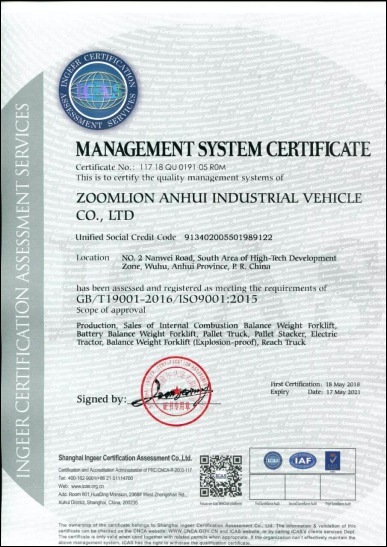 INGEER CERTIFICATION
ASSESSMENT SERVICES
INGEER CERTIFICATION ASSESSMENT SERVICES
MANAGEMENT SYSTEM CERTIFICATE
Certificate No.: 117 18 QU 0191 05 R0M
This is to certify the quality management systems of
ZOOMLION ANHUI INDUSTRIAL VEHICLE
CO., LTD
Unified Social Credit Code 913402005501989122
Location NO. 2 Nanwei Road, South Area of High-Tech Development
Zone, Wuhu, Anhui Province, P. R. China
has been assessed and registered as meeting the requirements of
GB/T19001-2016/ISO9001:2015
Scope of approval
Production, Sales of Internal Combustion Balance Weight Forklift,
Battery Balance Weight Forklift, Pallet Truck, Pallet Stacker, Electric
Tractor, Balance Weight Forklift (Explosion-proof), Reach Truck
First Certification: 18 May 2018
Expiry Date: 17 May 2021
Signed by:
Shanghai Ingeer Certification Assessment Co.,Ltd.
Certification and Accreditation Administration of PRC:CNCA-R-2003-117
Tel: 400-182-9001/+86 21 51114700
Web: www.icas.org.cn
Add: Room 601,HuaDing Mansion, 2368# West Zhongshan Rd.,
Xuhui District, Shanghai, China, 200235
IAF
The ownership of the certificate belongs to Shanghai Ingeer Certification Assessment Co., Ltd. The information & validation of this
certificate can be checked on the CNCA website: WWW.CNCA.GOV.CN and ICAS website, or by calling ICAS's clients services Dept.
The certificate is only valid when used together with related permits when appropriate. If the organization can't effectively maintain the
above management system, ICAS has the right to withdraw the qualification certificate.